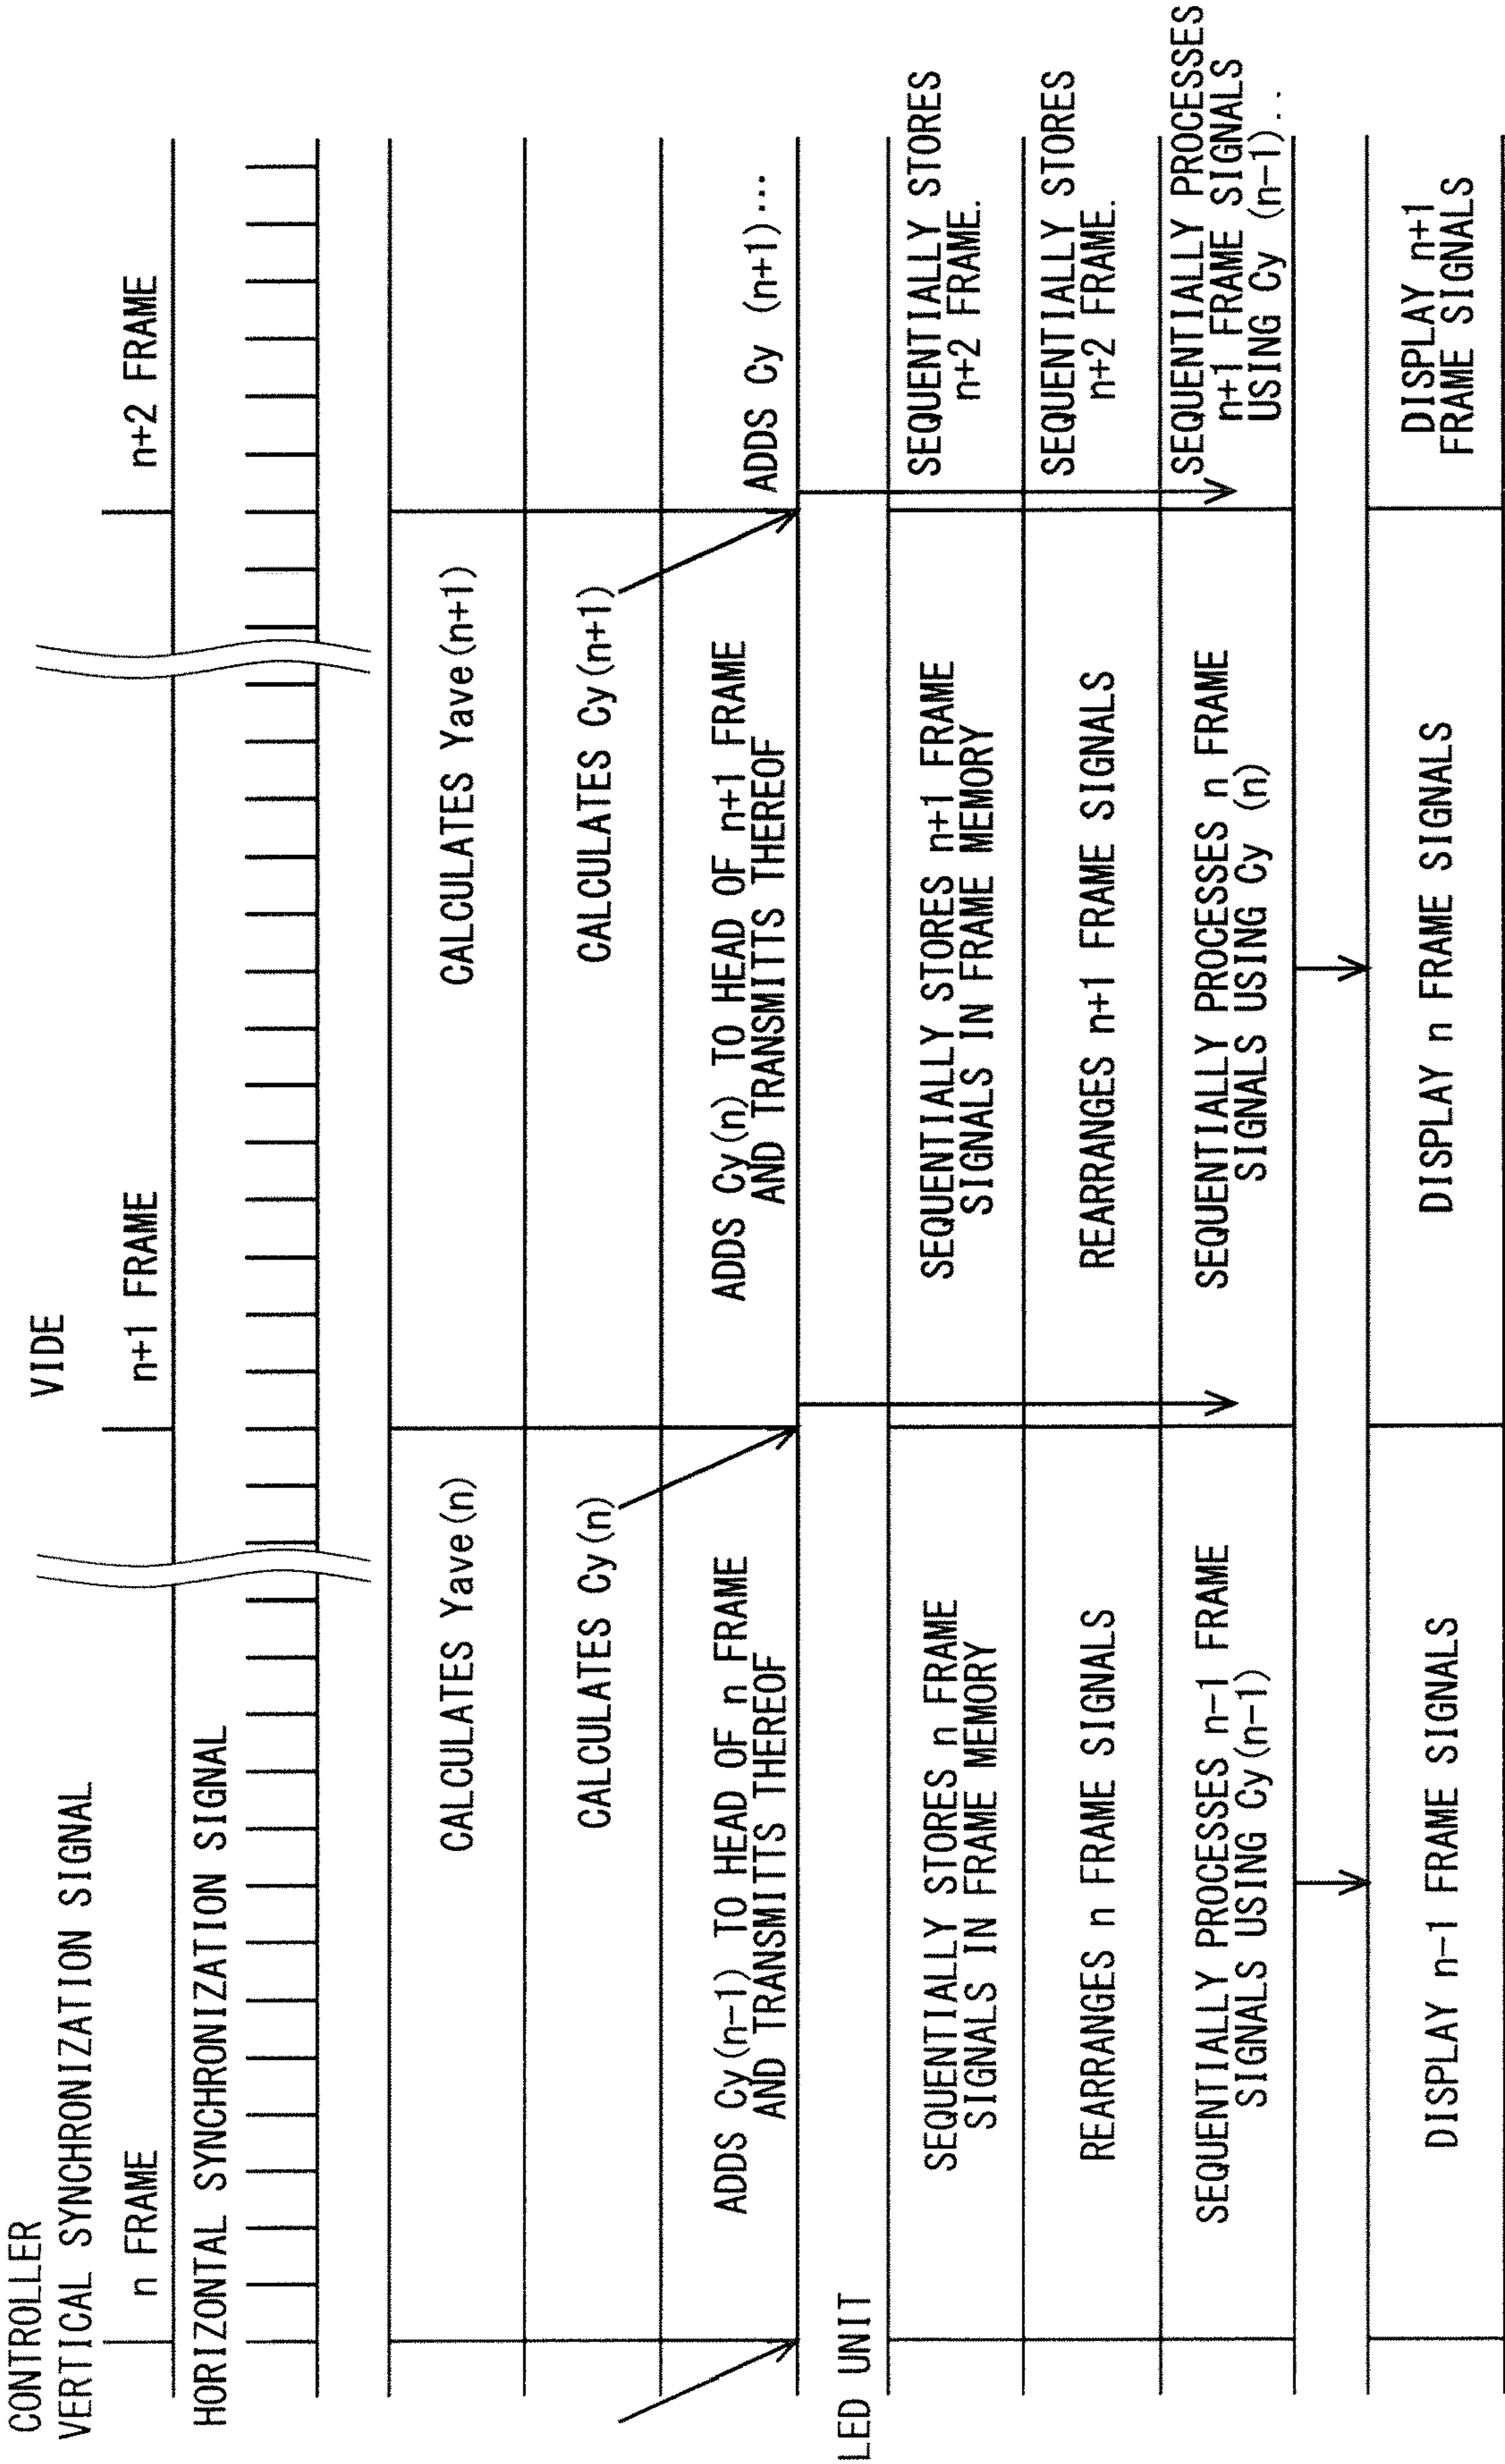 CONTROLLER
VERTICAL SYNCHRONIZATION SIGNAL
VIDE
n FRAME
n+1 FRAME
n+2 FRAME
HORIZONTAL SYNCHRONIZATION SIGNAL
CALCULATES Yave(n)
CALCULATES Yave(n+1)
CALCULATES Cy(n)
CALCULATES Cy(n+1)
ADDS Cy(n-1) TO HEAD OF n FRAME
AND TRANSMITTS THEREOF
ADDS Cy(n) TO HEAD OF n+1 FRAME
AND TRANSMITTS THEREOF
ADDS Cy (n+1)...
LED UNIT
SEQUENTIALLY STORES n FRAME
SIGNALS IN FRAME MEMORY
SEQUENTIALLY STORES n+1 FRAME
SIGNALS IN FRAME MEMORY
SEQUENTIALLY STORES
n+2 FRAME.
REARRANGES n FRAME SIGNALS
REARRANGES n+1 FRAME SIGNALS
SEQUENTIALLY STORES
n+2 FRAME.
SEQUENTIALLY PROCESSES n-1 FRAME
SIGNALS USING Cy(n-1)
SEQUENTIALLY PROCESSES n FRAME
SIGNALS USING Cy (n)
SEQUENTIALLY PROCESSES
n+1 FRAME SIGNALS
USING Cy (n-1)..
DISPLAY n-1 FRAME SIGNALS
DISPLAY n FRAME SIGNALS
DISPLAY n+1
FRAME SIGNALS